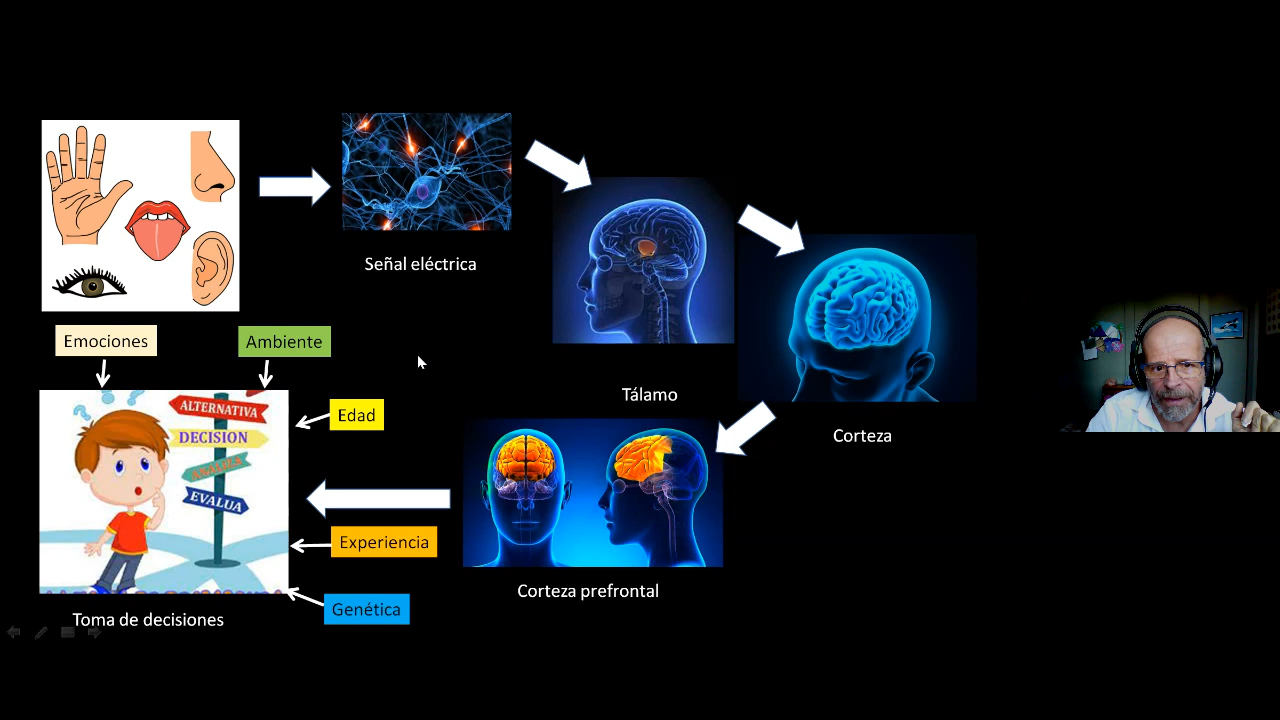 Señal eléctrica
Emociones
Ambiente
Tálamo
Edad
Corteza
ALTERNATIVA
DECISION
EVALUA
Experiencia
Corteza prefrontal
Genética
Toma de decisiones